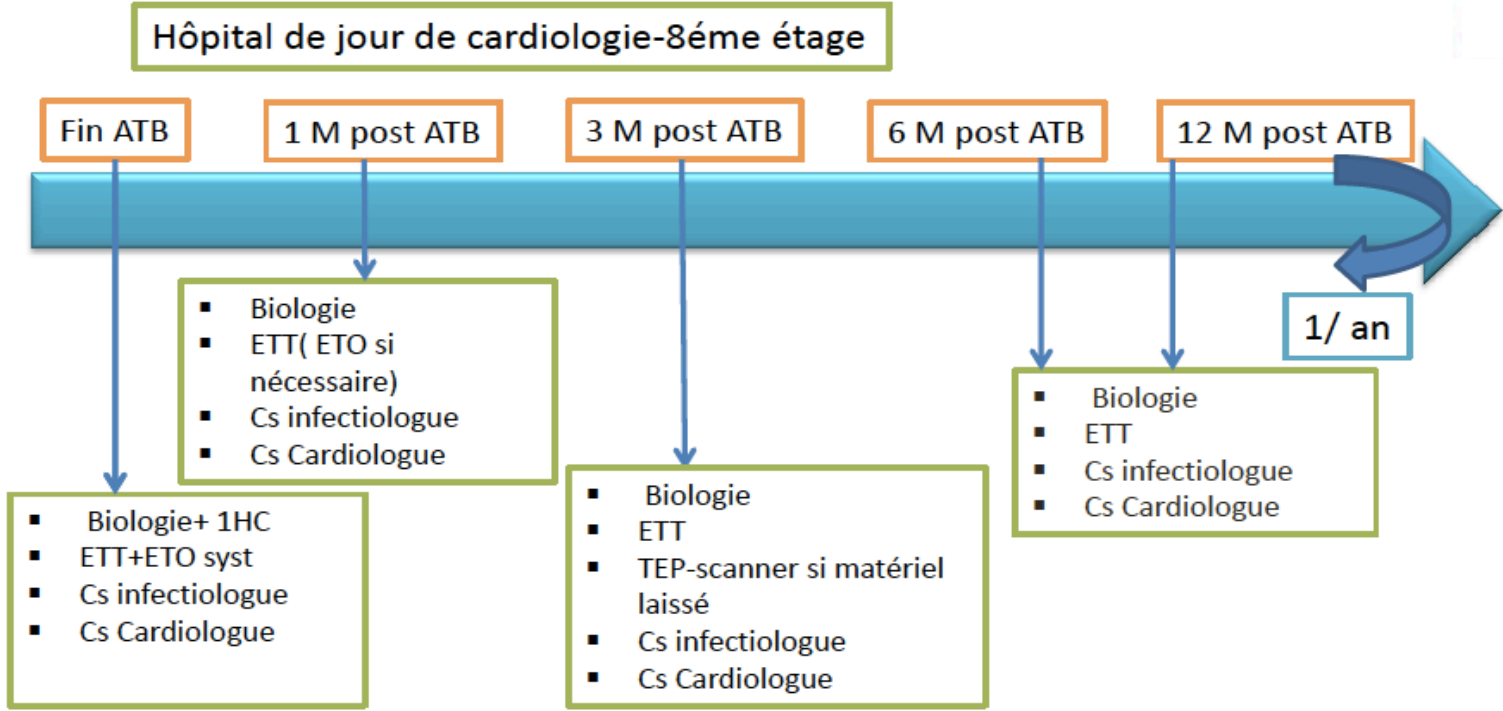 Hôpital de jour de cardiologie-8éme étage
Fin ATB
1 M post ATB
3 M post ATB
6 M post ATB
12 M post ATB
1/ an
▪ Biologie+ 1HC
▪ ETT+ETO syst
▪ Cs infectiologue
▪ Cs Cardiologue
▪ Biologie
▪ ETT( ETO si
nécessaire)
▪ Cs infectiologue
▪ Cs Cardiologue
▪ Biologie
▪ ETT
▪ TEP-scanner si matériel
laissé
▪ Cs infectiologue
▪ Cs Cardiologue
▪ Biologie
▪ ETT
▪ Cs infectiologue
▪ Cs Cardiologue